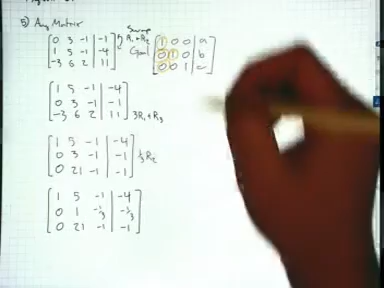 5) Aug Matrix
Swap R₁ + R₂
Goal
[ 0 3 -1 | -1 ]
[ 1 5 -1 | -4 ]
[ -3 6 2 | 11 ]
[ 1 0 0 | a ]
[ 0 1 0 | b ]
[ 0 0 1 | c ]
[ 1 5 -1 | -4 ]
[ 0 3 -1 | -1 ]
[ -3 6 2 | 11 ] 3R₁+R₃
[ 1 5 -1 | -4 ]
[ 0 3 -1 | -1 ] ⅓R₂
[ 0 21 -1 | -1 ]
[ 1 5 -1 | -4 ]
[ 0 1 -⅓ | -⅓ ]
[ 0 21 -1 | -1 ]